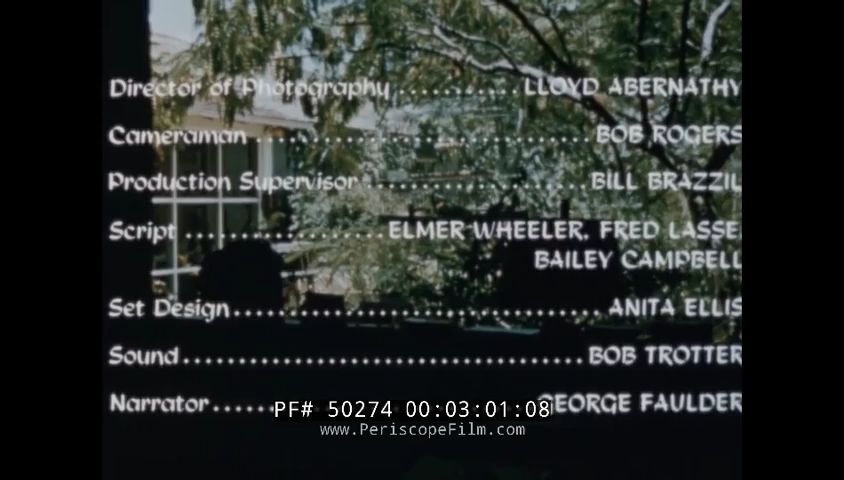 Director of Photography ........... LLOYD ABERNATHY
Cameraman .............................. BOB ROGERS
Production Supervisor .................... BILL BRAZZIL
Script .................. ELMER WHEELER, FRED LASSE
BAILEY CAMPBELL
Set Design .................................. ANITA ELLIS
Sound ................................... BOB TROTTER
Narrator ...... GEORGE FAULDER
PF# 50274 00:03:01:08
www.PeriscopeFilm.com